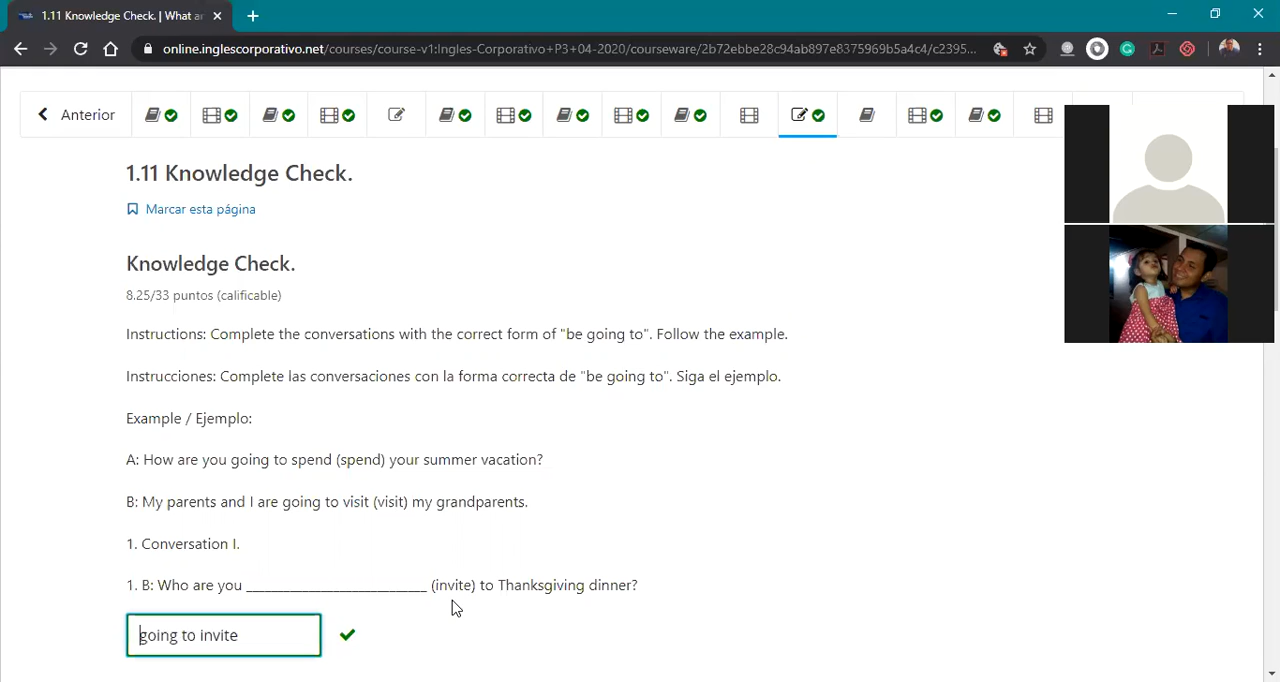 1.11 Knowledge Check. | What ar
online.inglescorporativo.net/courses/course-v1:Ingles-Corporativo+P3+04-2020/courseware/2b72ebbe28c94ab897e8375969b5a4c4/c2395...
Anterior
1.11 Knowledge Check.
Marcar esta página
Knowledge Check.
8.25/33 puntos (calificable)
Instructions: Complete the conversations with the correct form of "be going to". Follow the example.
Instrucciones: Complete las conversaciones con la forma correcta de "be going to". Siga el ejemplo.
Example / Ejemplo:
A: How are you going to spend (spend) your summer vacation?
B: My parents and I are going to visit (visit) my grandparents.
1. Conversation I.
1. B: Who are you __________________________ (invite) to Thanksgiving dinner?
going to invite